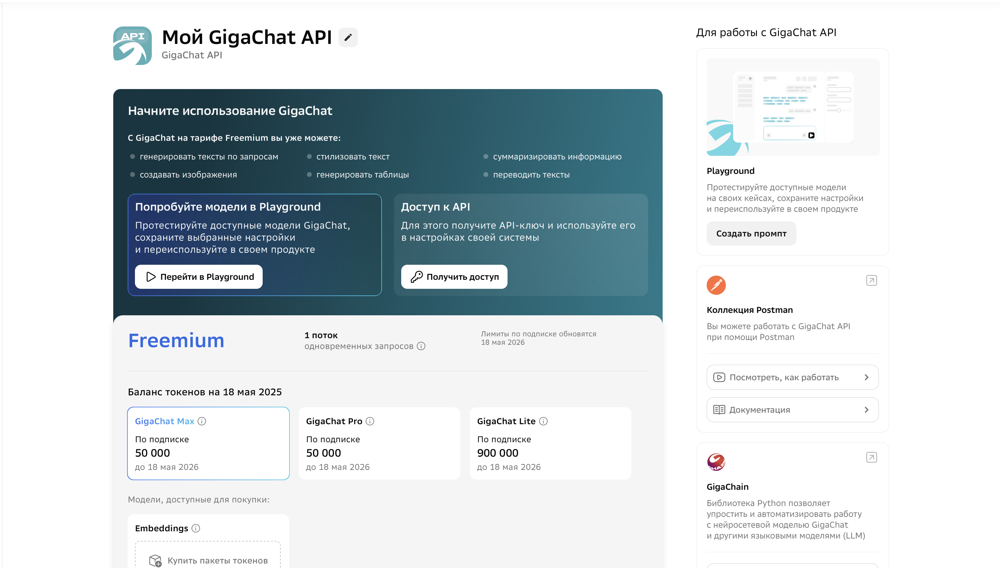 API
Мой GigaChat API
GigaChat API
Начните использование GigaChat
С GigaChat на тарифе Freemium вы уже можете:
генерировать тексты по запросам
стилизовать текст
суммаризировать информацию
создавать изображения
генерировать таблицы
переводить тексты
Попробуйте модели в Playground
Протестируйте доступные модели GigaChat,
сохраните выбранные настройки
и переиспользуйте в своем продукте
Перейти в Playground
Доступ к API
Для этого получите API-ключ и используйте его
в настройках своей системы
Получить доступ
Freemium
1 поток
одновременных запросов
Лимиты по подписке обновятся
18 мая 2026
Баланс токенов на 18 мая 2025
GigaChat Max
По подписке
50 000
до 18 мая 2026
GigaChat Pro
По подписке
50 000
до 18 мая 2026
GigaChat Lite
По подписке
900 000
до 18 мая 2026
Модели, доступные для покупки:
Embeddings
Купить пакеты токенов
Для работы с GigaChat API
Playground
Протестируйте доступные модели
на своих кейсах, сохраните настройки
и переиспользуйте в своем продукте
Создать промпт
Коллекция Postman
Вы можете работать с GigaChat API
при помощи Postman
Посмотреть, как работать
Документация
GigaChain
Библиотека Python позволяет
упростить и автоматизировать работу
с нейросетевой моделью GigaChat
и другими языковыми моделями (LLM)